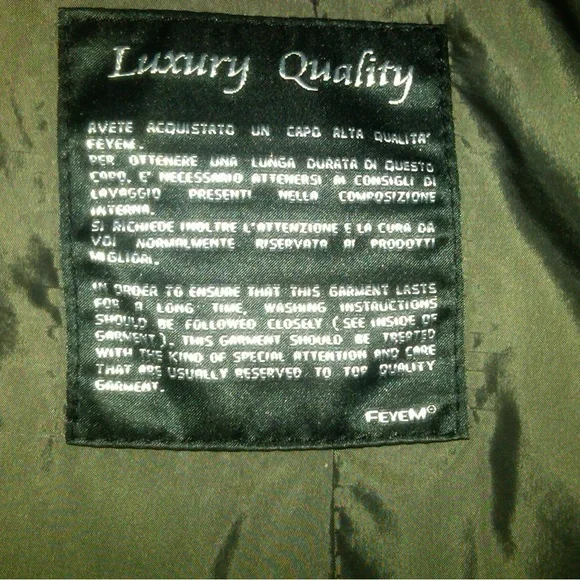 Luxury Quality
AVETE ACQUISTATO UN CAPO ALTA QUALITA'
FEYEM.
PER OTTENERE UNA LUNGA DURATA DI QUESTO
CAPO, E' NECESSARIO ATTENERSI AI CONSIGLI DI
LAVAGGIO PRESENTI NELLA COMPOSIZIONE
INTERNA.
SI RICHIEDE INOLTRE L'ATTENZIONE E LA CURA DA
VOI NORMALMENTE RISERVATA AI PRODOTTI
MIGLIORI.
IN ORDER TO ENSURE THAT THIS GARMENT LASTS
FOR A LONG TIME, WASHING INSTRUCTIONS
SHOULD BE FOLLOWED CLOSELY (SEE INSIDE OF
GARMENT). THIS GARMENT SHOULD BE TREATED
WITH THE KIND OF SPECIAL ATTENTION AND CARE
THAT ARE USUALLY RESERVED TO TOP QUALITY
GARMENT.
FEYEM®